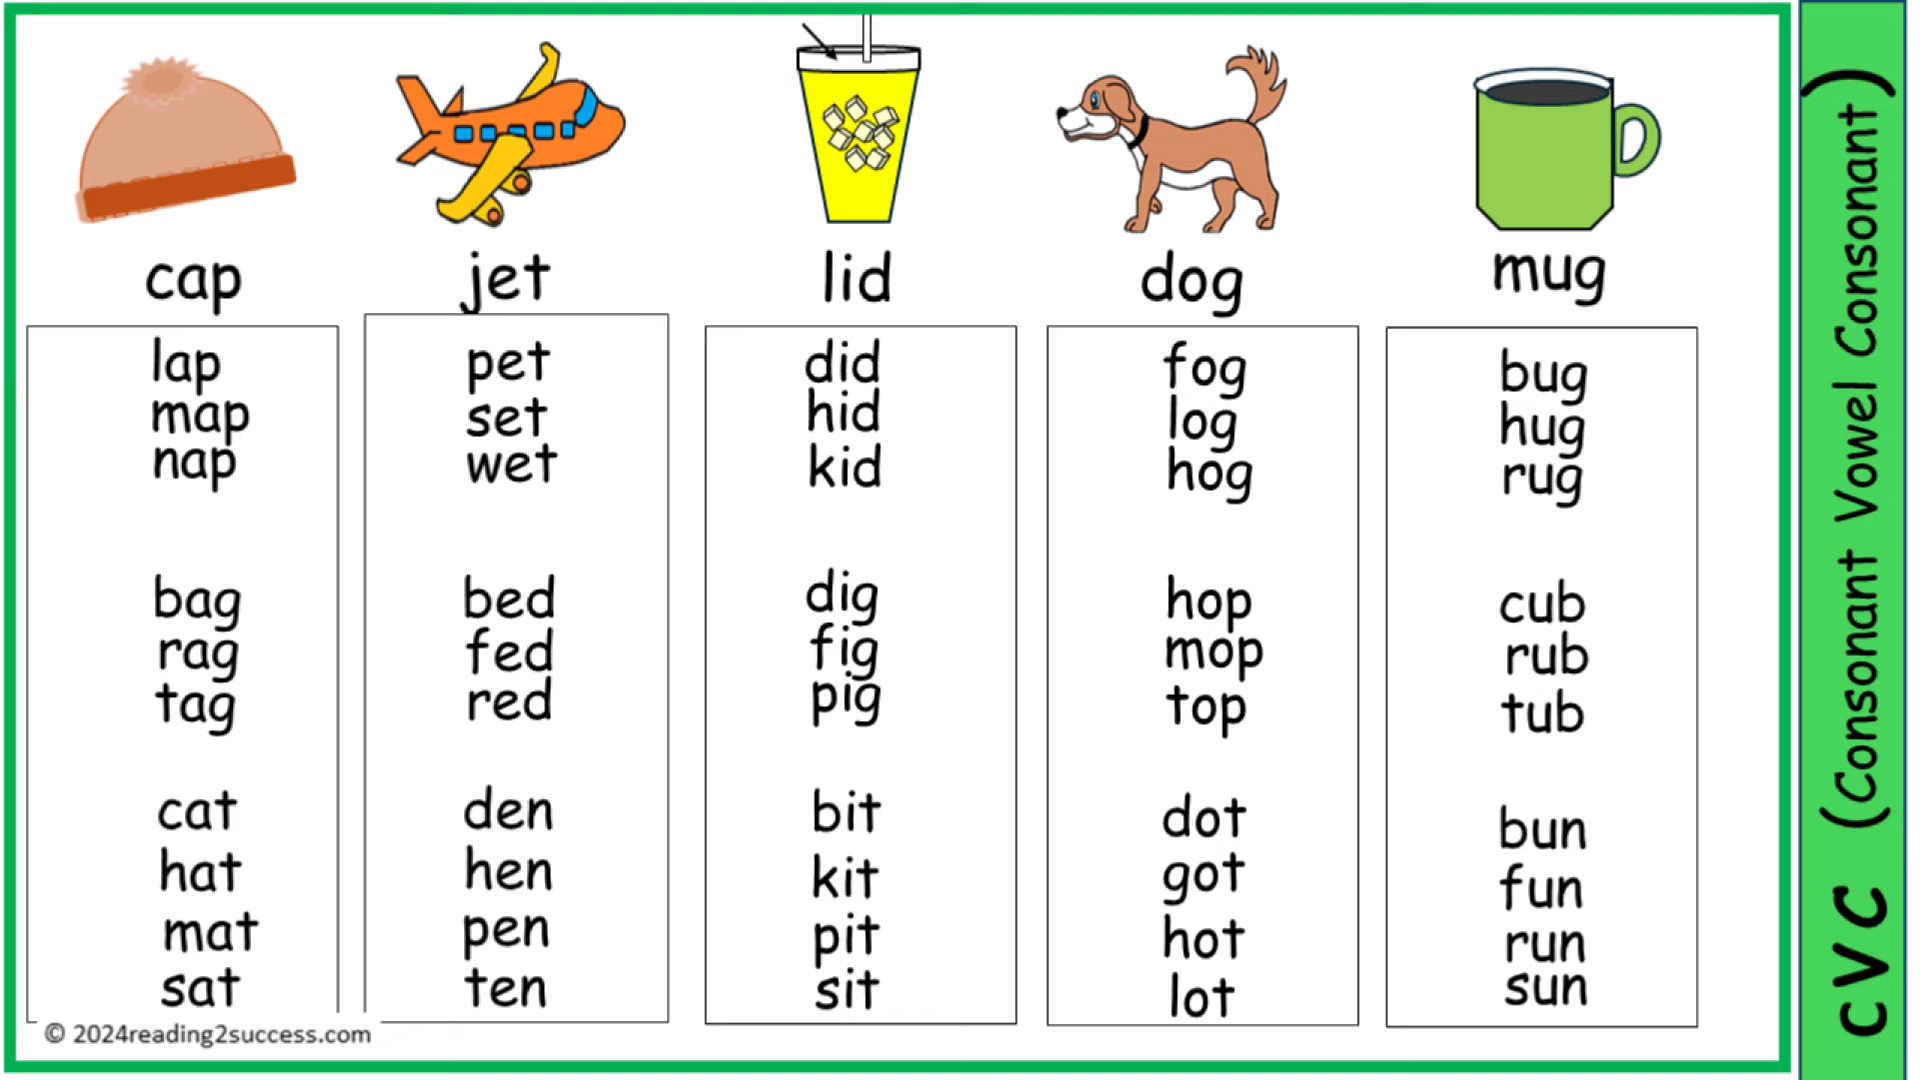 cap
lap
map
nap
bag
rag
tag
cat
hat
mat
sat
jet
pet
set
wet
bed
fed
red
den
hen
pen
ten
lid
did
hid
kid
dig
fig
pig
bit
kit
pit
sit
dog
fog
log
hog
hop
mop
top
dot
got
hot
lot
mug
bug
hug
rug
cub
rub
tub
bun
fun
run
sun
CVC (Consonant Vowel Consonant)
© 2024reading2success.com